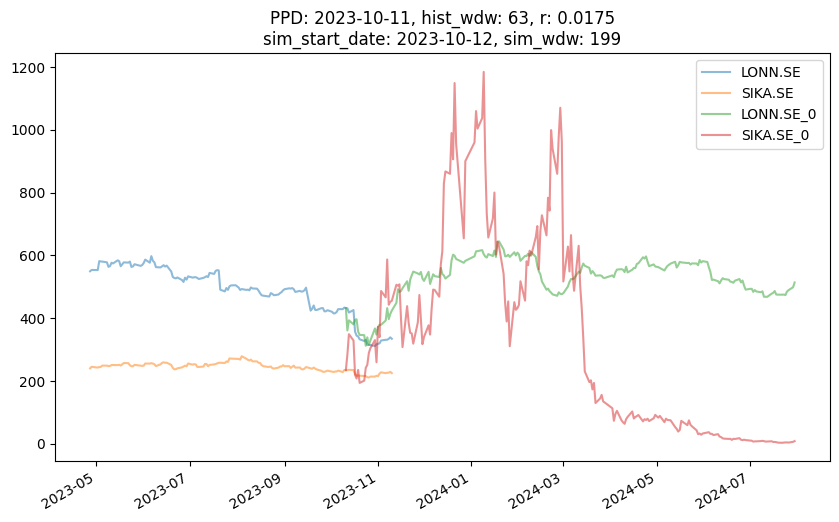 PPD: 2023-10-11, hist_wdw: 63, r: 0.0175
sim_start_date: 2023-10-12, sim_wdw: 199
LONN.SE
SIKA.SE
LONN.SE_0
SIKA.SE_0
1200
1000
800
600
400
200
0
2023-05
2023-07
2023-09
2023-11
2024-01
2024-03
2024-05
2024-07